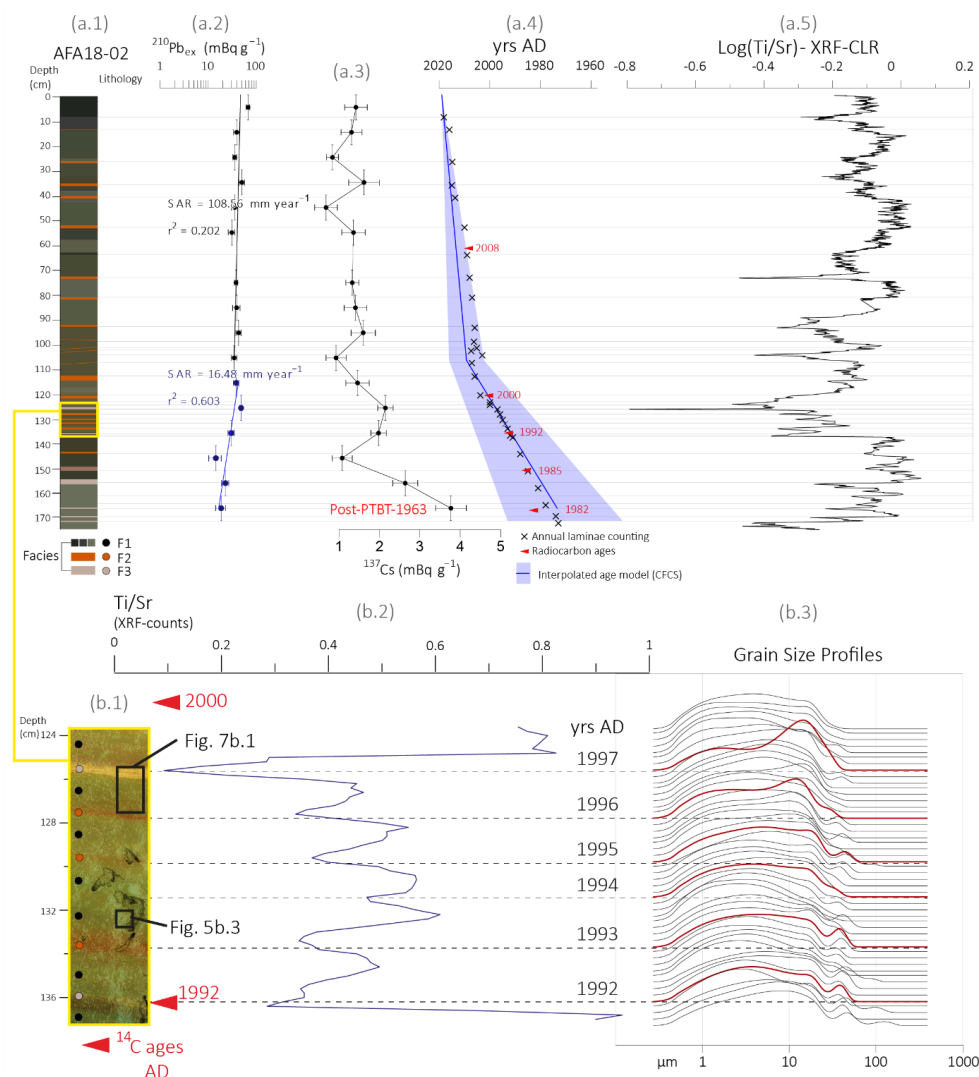 (a.1)
(a.2)
(a.3)
(a.4)
(a.5)
AFA18-02
²¹⁰Pbex (mBq g⁻¹)
yrs AD
Log(Ti/Sr) - XRF-CLR
Depth (cm)
Lithology
1 10 100
2020 2000 1980 1960
-0.8 -0.6 -0.4 -0.2 0 0.2
0
10
20
30
40
50
60
70
80
90
100
110
120
130
140
150
160
170
SAR = 108.56 mm year⁻¹
r² = 0.202
2008
SAR = 16.48 mm year⁻¹
r² = 0.603
2000
1992
1985
1982
Post-PTBT-1963
1 2 3 4 5
¹³⁷Cs (mBq g⁻¹)
Facies
F1
F2
F3
Annual laminae counting
Radiocarbon ages
Interpolated age model (CFCS)
Ti/Sr
(XRF-counts)
(b.2)
(b.3)
0 0.2 0.4 0.6 0.8 1
Grain Size Profiles
(b.1)
2000
Depth (cm)
124
128
132
136
Fig. 7b.1
Fig. 5b.3
yrs AD
1997
1996
1995
1994
1993
1992
1992
¹⁴C ages
AD
µm 1 10 100 1000